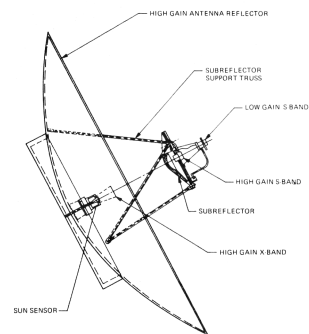 HIGH GAIN ANTENNA REFLECTOR
SUBREFLECTOR
SUPPORT TRUSS
LOW GAIN S BAND
HIGH GAIN S-BAND
SUBREFLECTOR
HIGH GAIN X-BAND
SUN SENSOR